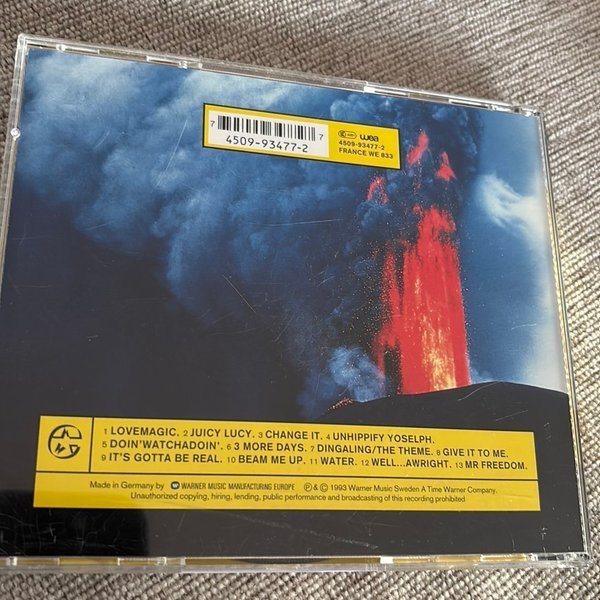 7 4509-93477-2 7
wea
4509-93477-2
FRANCE WE 833
1 LOVEMAGIC. 2 JUICY LUCY. 3 CHANGE IT. 4 UNHIPPIFY YOSELPH.
5 DOIN'WATCHADOIN'. 6 3 MORE DAYS. 7 DINGALING/THE THEME. 8 GIVE IT TO ME.
9 IT'S GOTTA BE REAL. 10 BEAM ME UP. 11 WATER. 12 WELL...AWRIGHT. 13 MR FREEDOM.
Made in Germany by WARNER MUSIC MANUFACTURING EUROPE ℗ & © 1993 Warner Music Sweden A Time Warner Company.
Unauthorized copying, hiring, lending, public performance and broadcasting of this recording prohibited